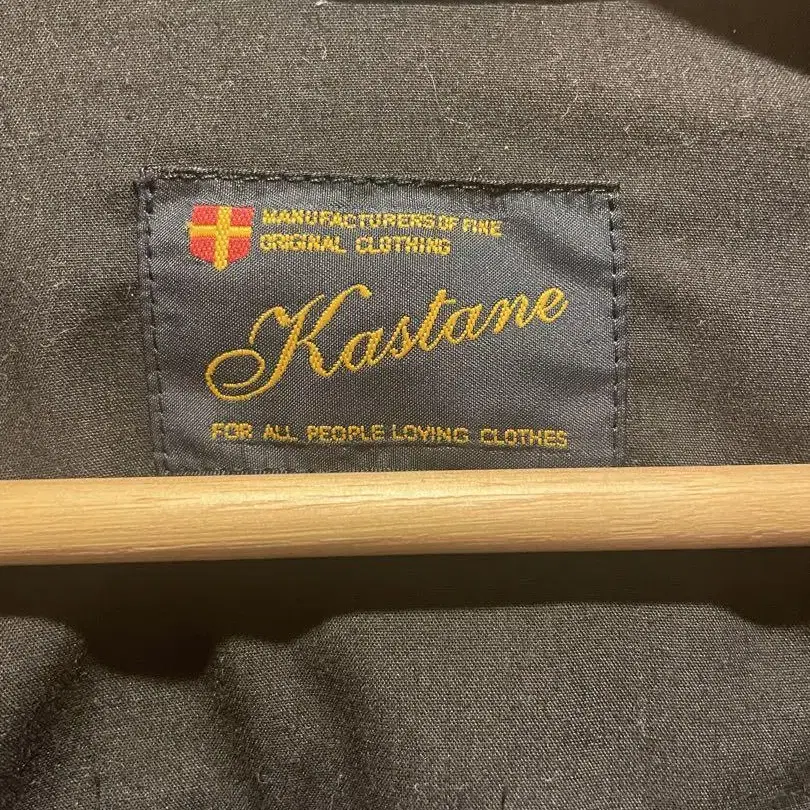 MANUFACTURERS OF FINE
ORIGINAL CLOTHING
Kastane
FOR ALL PEOPLE LOVING CLOTHES